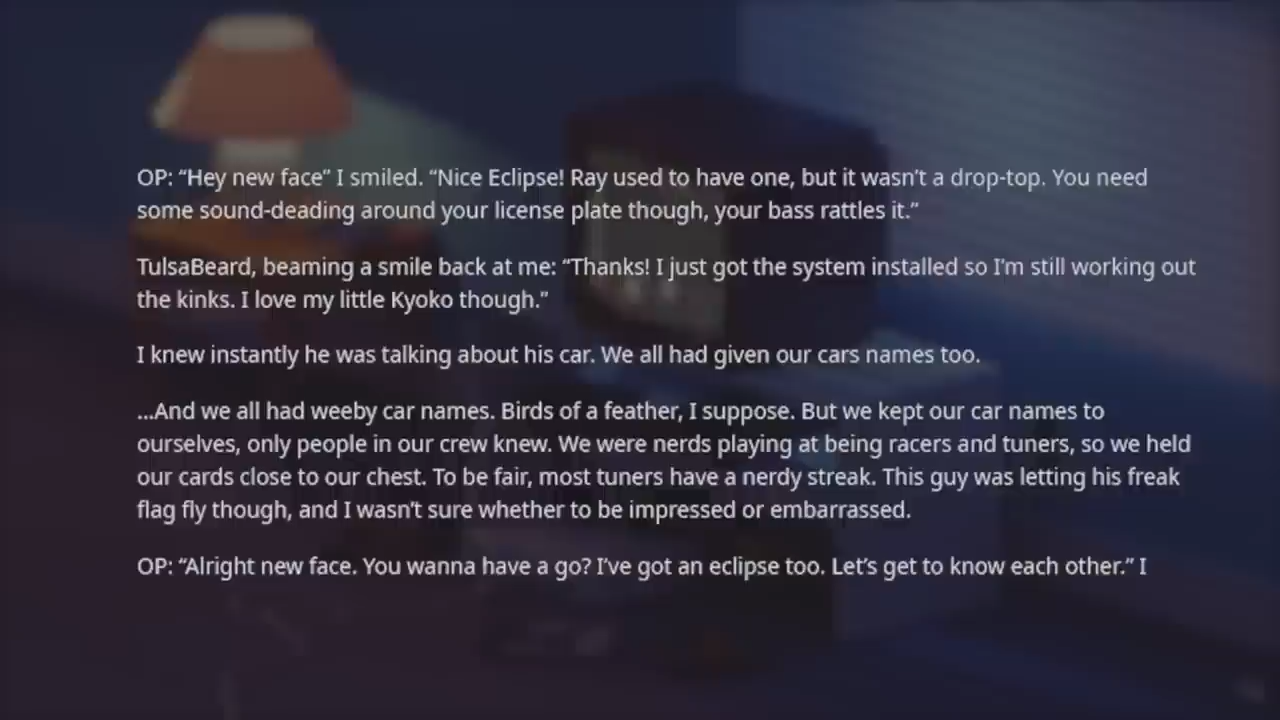 OP: “Hey new face” I smiled. “Nice Eclipse! Ray used to have one, but it wasn’t a drop-top. You need
some sound-deading around your license plate though, your bass rattles it.”
TulsaBeard, beaming a smile back at me: “Thanks! I just got the system installed so I’m still working out
the kinks. I love my little Kyoko though.”
I knew instantly he was talking about his car. We all had given our cars names too.
…And we all had weeby car names. Birds of a feather, I suppose. But we kept our car names to
ourselves, only people in our crew knew. We were nerds playing at being racers and tuners, so we held
our cards close to our chest. To be fair, most tuners have a nerdy streak. This guy was letting his freak
flag fly though, and I wasn’t sure whether to be impressed or embarrassed.
OP: “Alright new face. You wanna have a go? I’ve got an eclipse too. Let’s get to know each other.” I